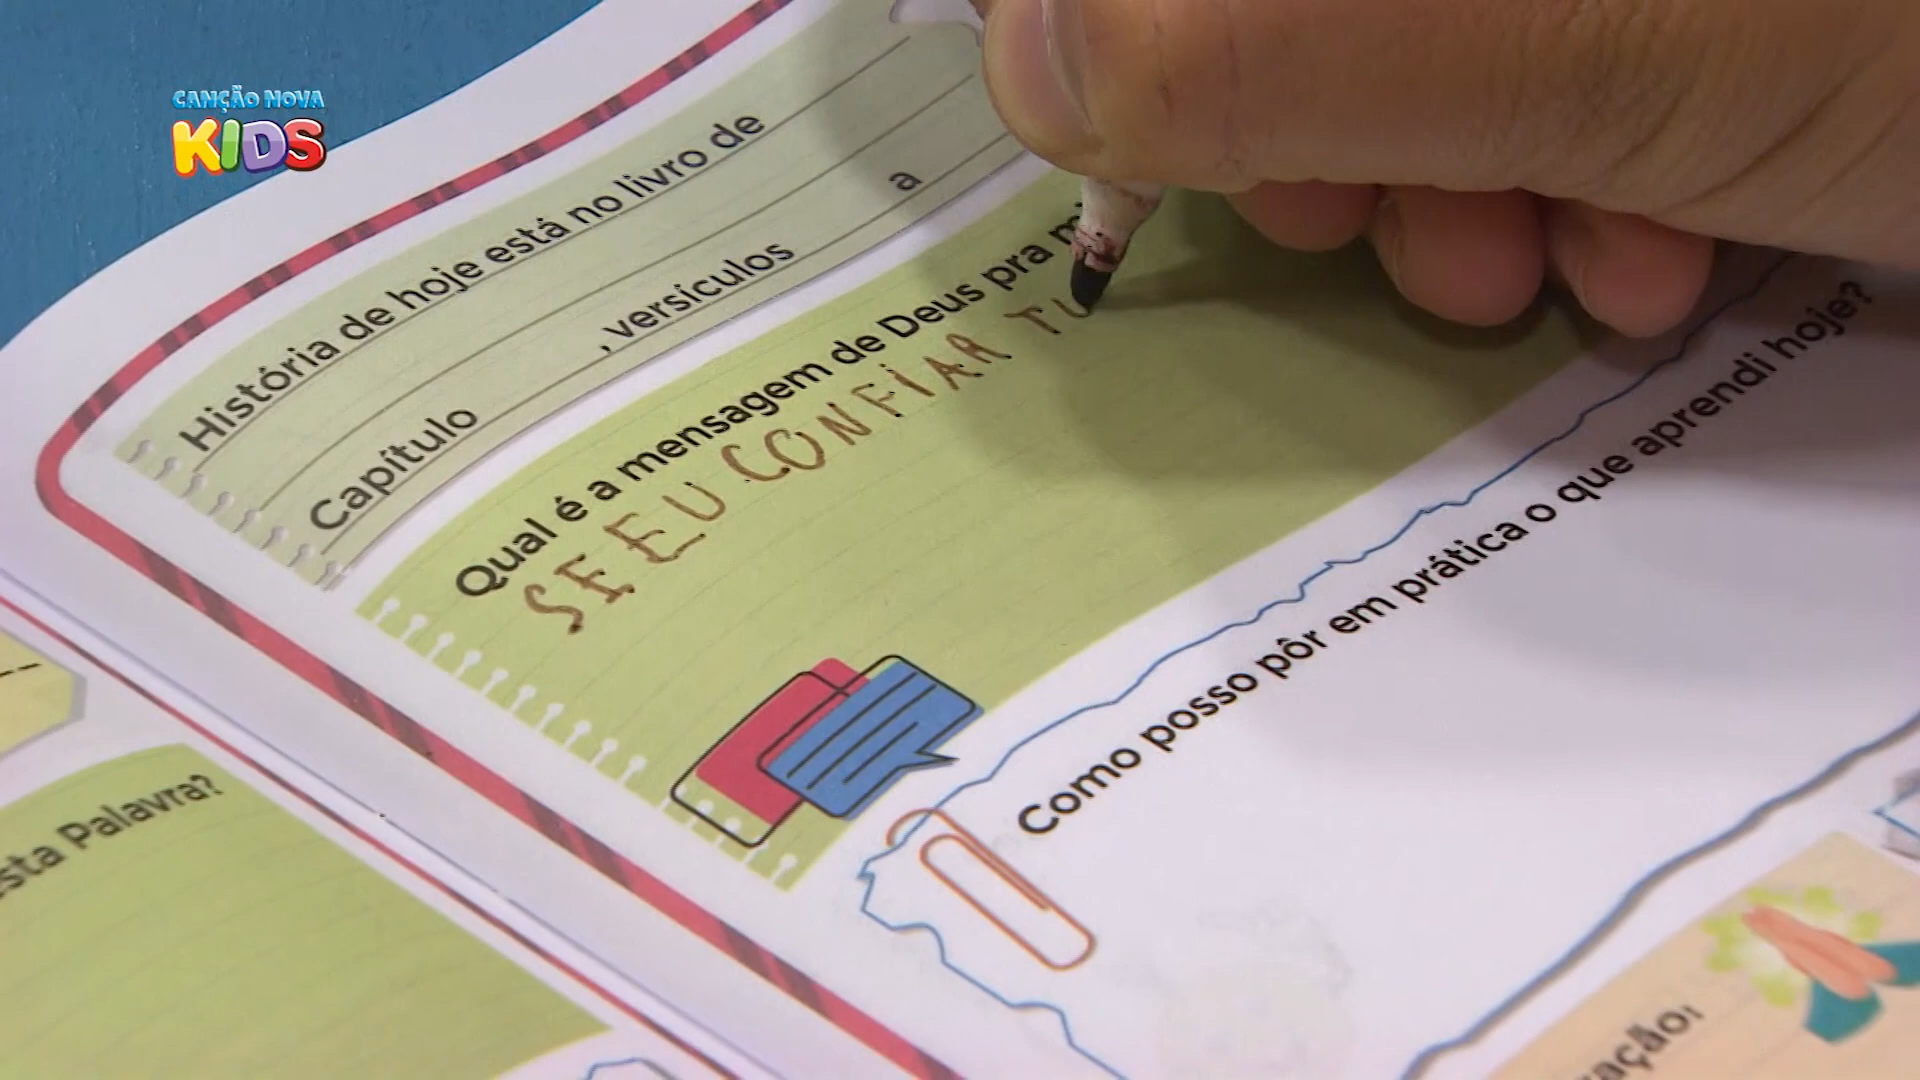 CANÇÃO NOVA
KIDS
História de hoje está no livro de
Capítulo , versículos a
Qual é a mensagem de Deus pra
SE EU CONFIAR TU
Como posso pôr em prática o que aprendi hoje?
Palavra?